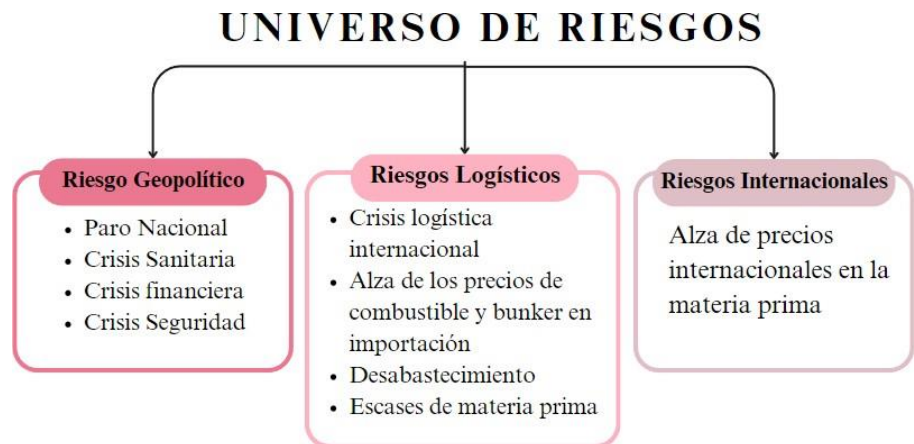 UNIVERSO DE RIESGOS
Riesgo Geopolítico
• Paro Nacional
• Crisis Sanitaria
• Crisis financiera
• Crisis Seguridad
Riesgos Logísticos
• Crisis logística
internacional
• Alza de los precios de
combustible y bunker en
importación
• Desabastecimiento
• Escases de materia prima
Riesgos Internacionales
Alza de precios
internacionales en la
materia prima